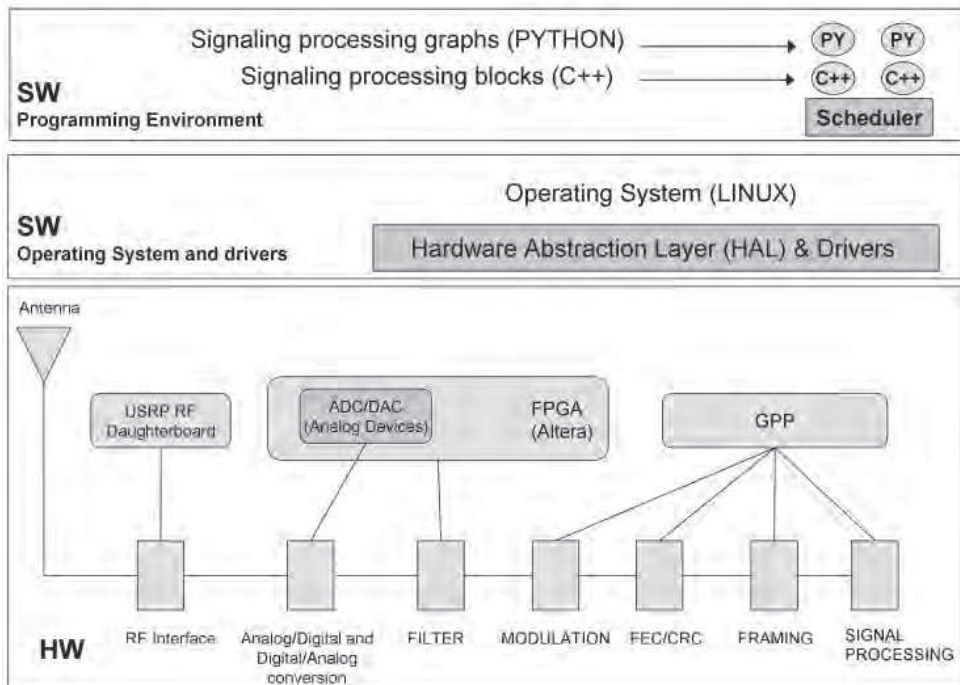 Signaling processing graphs (PYTHON)
PY PY
Signaling processing blocks (C++)
C++ C++
SW
Programming Environment
Scheduler
Operating System (LINUX)
SW
Operating System and drivers
Hardware Abstraction Layer (HAL) & Drivers
Antenna
USRP RF
Daughterboard
ADC/DAC
(Analog Devices)
FPGA
(Altera)
GPP
RF Interface
Analog/Digital and
Digital/Analog
conversion
FILTER
MODULATION
FEC/CRC
FRAMING
SIGNAL
PROCESSING
HW